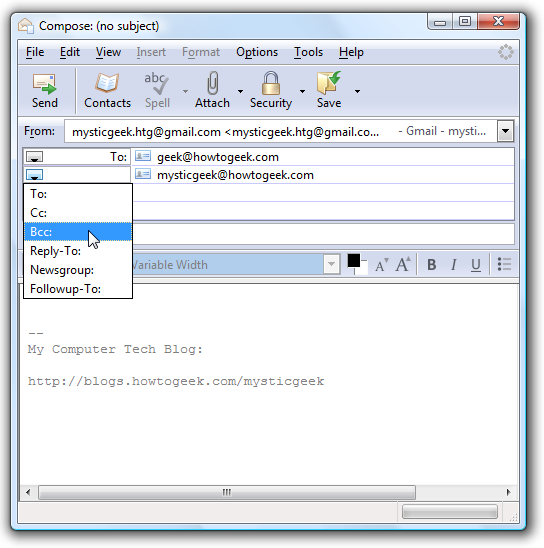 Compose: (no subject)
File Edit View Insert Format Options Tools Help
Send Contacts Spell Attach Security Save
From: mysticgeek.htg@gmail.com <mysticgeek.htg@gmail.co... - Gmail - mysti...
To: geek@howtogeek.com
mysticgeek@howtogeek.com
To:
Cc:
Bcc:
Reply-To:
Newsgroup:
Followup-To:
Variable Width A A B I U
--
My Computer Tech Blog:
http://blogs.howtogeek.com/mysticgeek